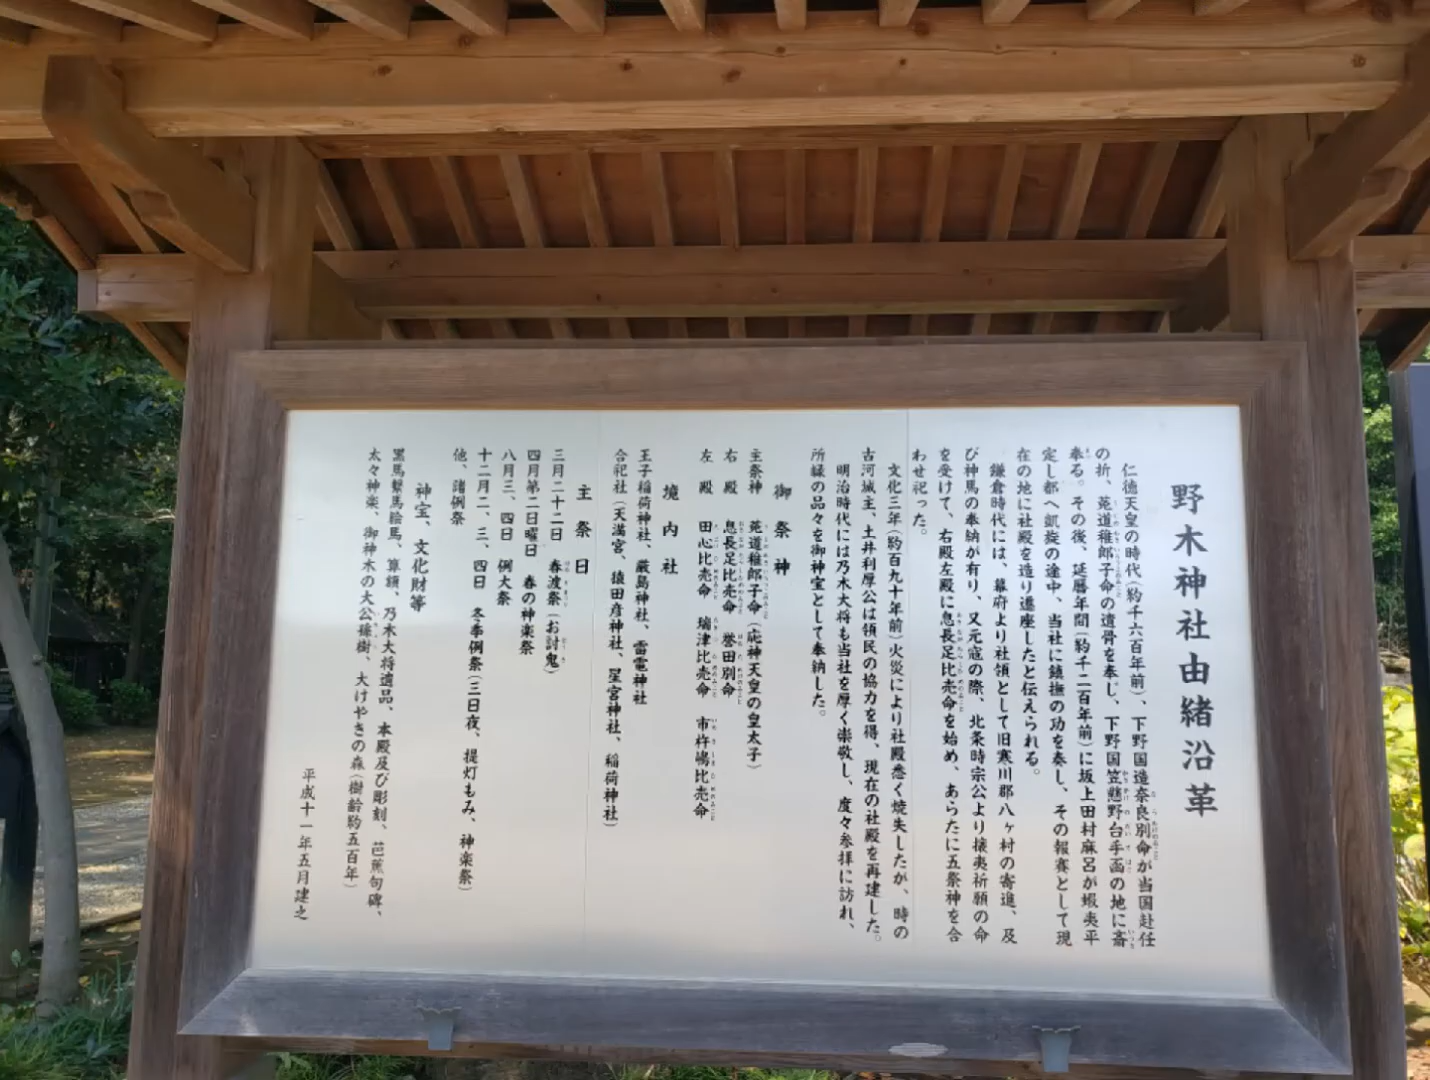 野木神社由緒沿革
仁徳天皇の時代（約千六百年前）、下野国造奈良別命が当国赴任
の折、莵道稚郎子命の遺骨を奉じ、下野国笠懸野台手函の地に斎
奉る。その後、延暦年間（約千二百年前）に坂上田村麻呂が蝦夷平
定し都へ凱旋の途中、当社に鎮撫の功を奏し、その報賽として現
在の地に社殿を造り遷座したと伝えられる。
鎌倉時代には、幕府より社領として旧寒川郡八ヶ村の寄進、及
び神馬の奉納が有り、又元寇の際、北条時宗公より攘夷祈願の命
を受けて、右殿左殿に息長足比売命を始め、あらたに五祭神を合
わせ祀った。
文化三年（約百九十年前）火災により社殿悉く焼失したが、時の
古河城主、土井利厚公は領民の協力を得、現在の社殿を再建した。
明治時代には乃木大将も当社を厚く崇敬し、度々参拝に訪れ、
所縁の品々を御神宝として奉納した。
御祭神
主祭神　莵道稚郎子命（応神天皇の皇太子）
右殿　息長足比売命　誉田別命
左殿　田心比売命　瑞津比売命　市杵嶋比売命
境内社
王子稲荷神社、厳島神社、雷電神社
合祀社（天満宮、猿田彦神社、星宮神社、稲荷神社）
主祭日
三月二十二日　春渡祭（お討鬼）
四月第二日曜日　春の神楽祭
八月三、四日　例大祭
十二月二、三、四日　冬季例祭（三日夜、提灯もみ、神楽祭）
他、諸例祭
神宝、文化財等
黒馬繋馬絵馬、算額、乃木大将遺品、本殿及び彫刻、芭蕉句碑、
太々神楽、御神木の大公孫樹、大けやきの森（樹齢約五百年）
平成十一年五月建之